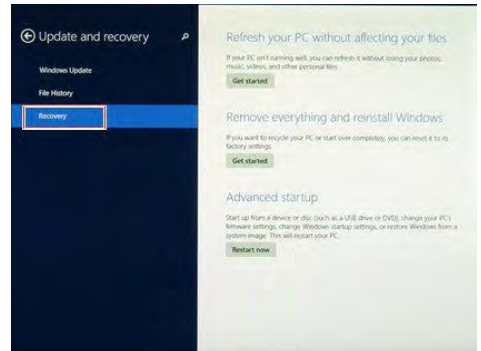 Update and recovery
Windows Update
File History
Recovery
Refresh your PC without affecting your files
If your PC isn't running well, you can refresh it without losing your photos,
music, videos, and other personal files.
Get started
Remove everything and reinstall Windows
If you want to recycle your PC or start over completely, you can reset it to its
factory settings.
Get started
Advanced startup
Start up from a device or disc (such as a USB drive or DVD), change your PC's
firmware settings, change Windows startup settings, or restore Windows from a
system image. This will restart your PC.
Restart now